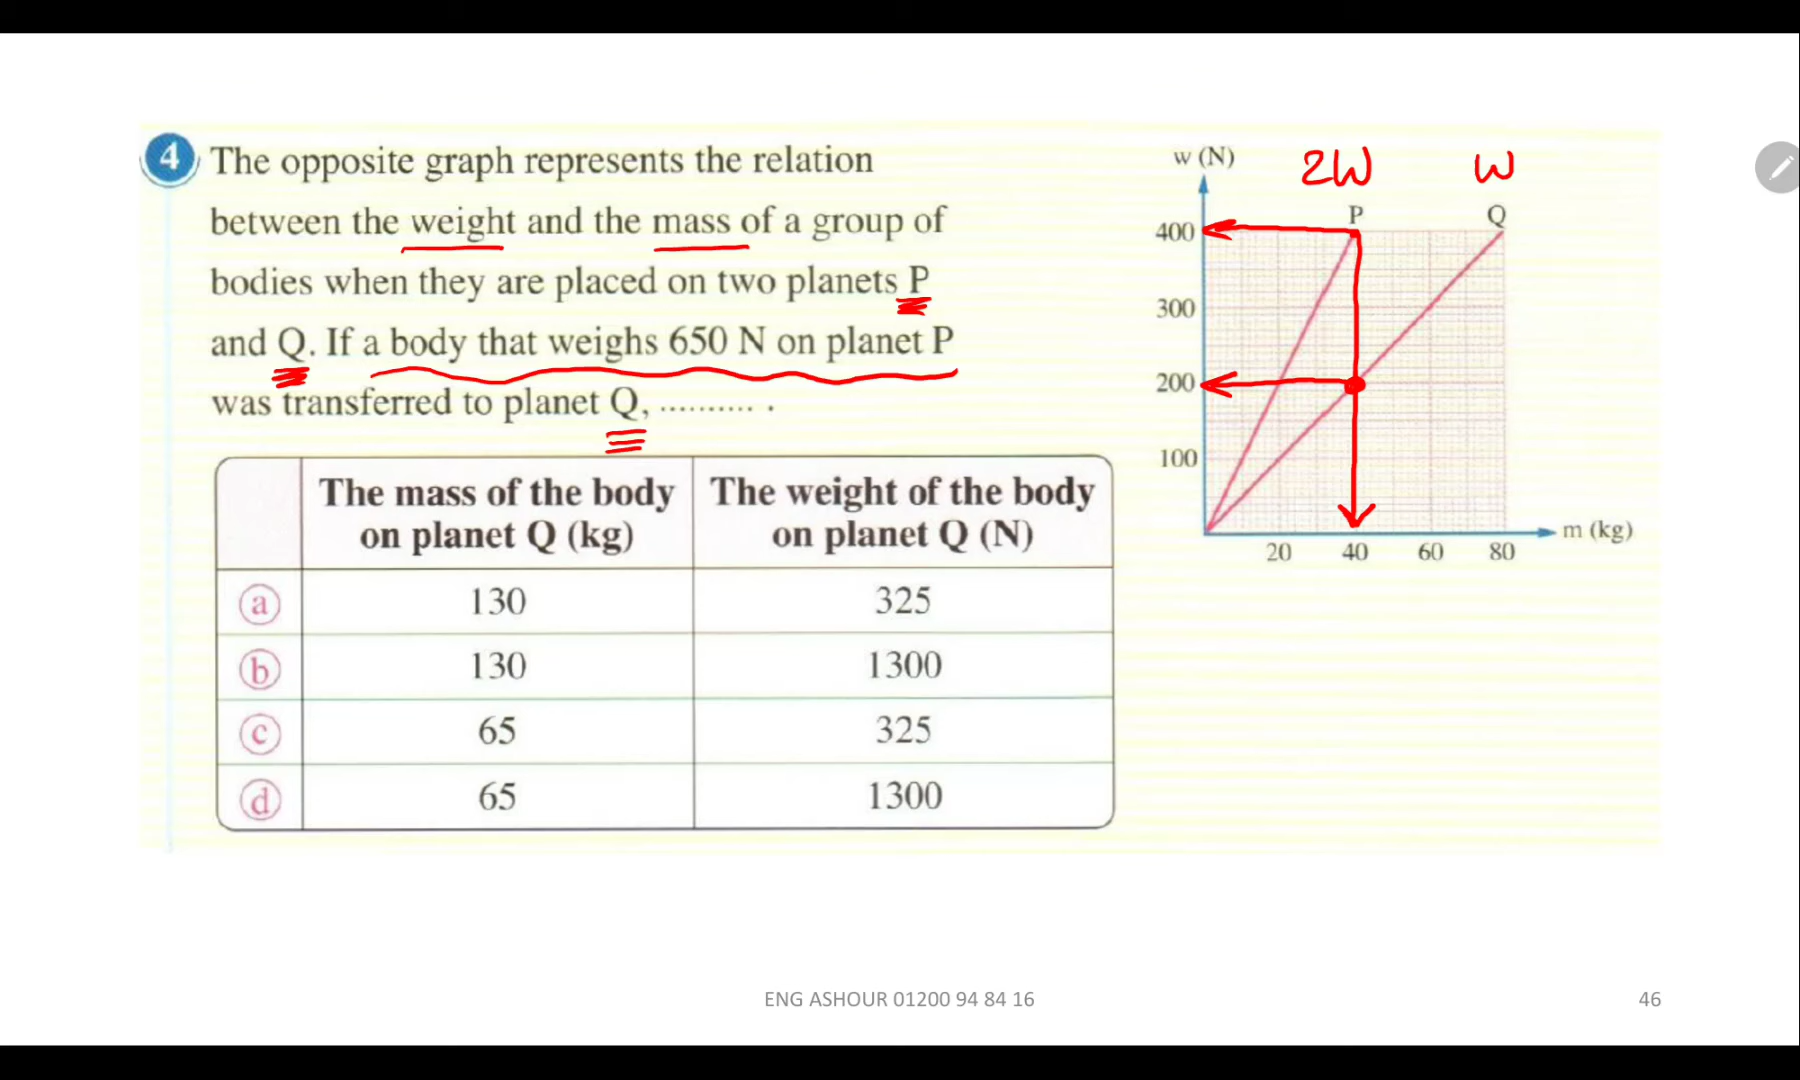 4 The opposite graph represents the relation
between the weight and the mass of a group of
bodies when they are placed on two planets P
and Q. If a body that weighs 650 N on planet P
was transferred to planet Q, .......... .
The mass of the body on planet Q (kg) The weight of the body on planet Q (N)
a 130 325
b 130 1300
c 65 325
d 65 1300
w (N) 2W W
P Q
400
300
200
100
20 40 60 80 m (kg)
ENG ASHOUR 01200 94 84 16 46